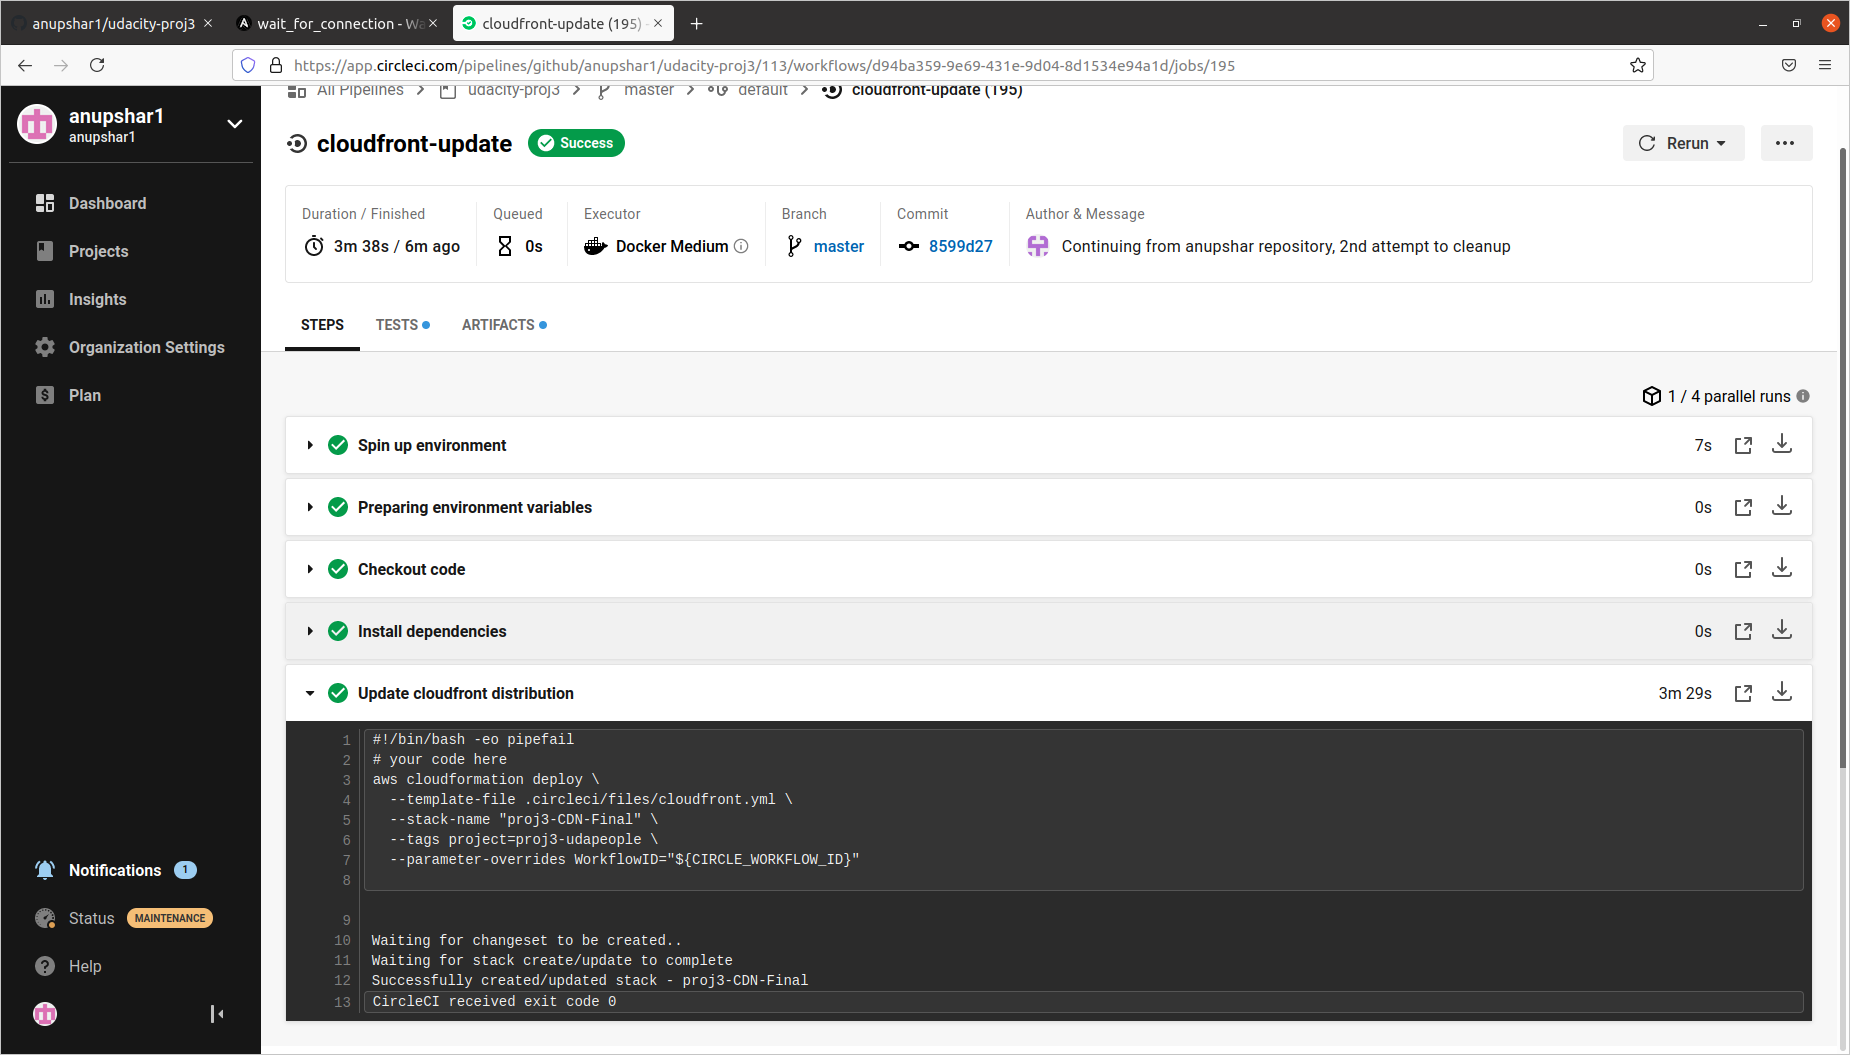 anupshar1/udacity-proj3
wait_for_connection - Wa
cloudfront-update (195) -
https://app.circleci.com/pipelines/github/anupshar1/udacity-proj3/113/workflows/d94ba359-9e69-431e-9d04-8d1534e94a1d/jobs/195
anupshar1
anupshar1
Dashboard
Projects
Insights
Organization Settings
Plan
Notifications 1
Status MAINTENANCE
Help
All Pipelines > udacity-proj3 > master > default > cloudfront-update (195)
cloudfront-update Success
Rerun
Duration / Finished
3m 38s / 6m ago
Queued
0s
Executor
Docker Medium
Branch
master
Commit
8599d27
Author & Message
Continuing from anupshar repository, 2nd attempt to cleanup
STEPS TESTS ARTIFACTS
1 / 4 parallel runs
Spin up environment 7s
Preparing environment variables 0s
Checkout code 0s
Install dependencies 0s
Update cloudfront distribution 3m 29s
1 #!/bin/bash -eo pipefail
2 # your code here
3 aws cloudformation deploy \
4 --template-file .circleci/files/cloudfront.yml \
5 --stack-name "proj3-CDN-Final" \
6 --tags project=proj3-udapeople \
7 --parameter-overrides WorkflowID="${CIRCLE_WORKFLOW_ID}"
8
9
10 Waiting for changeset to be created..
11 Waiting for stack create/update to complete
12 Successfully created/updated stack - proj3-CDN-Final
13 CircleCI received exit code 0